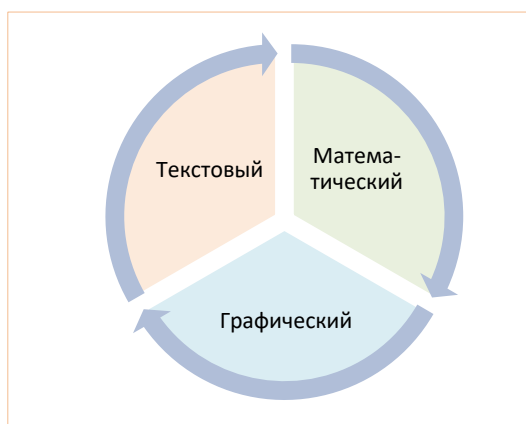 Текстовый
Матема-
тический
Графический